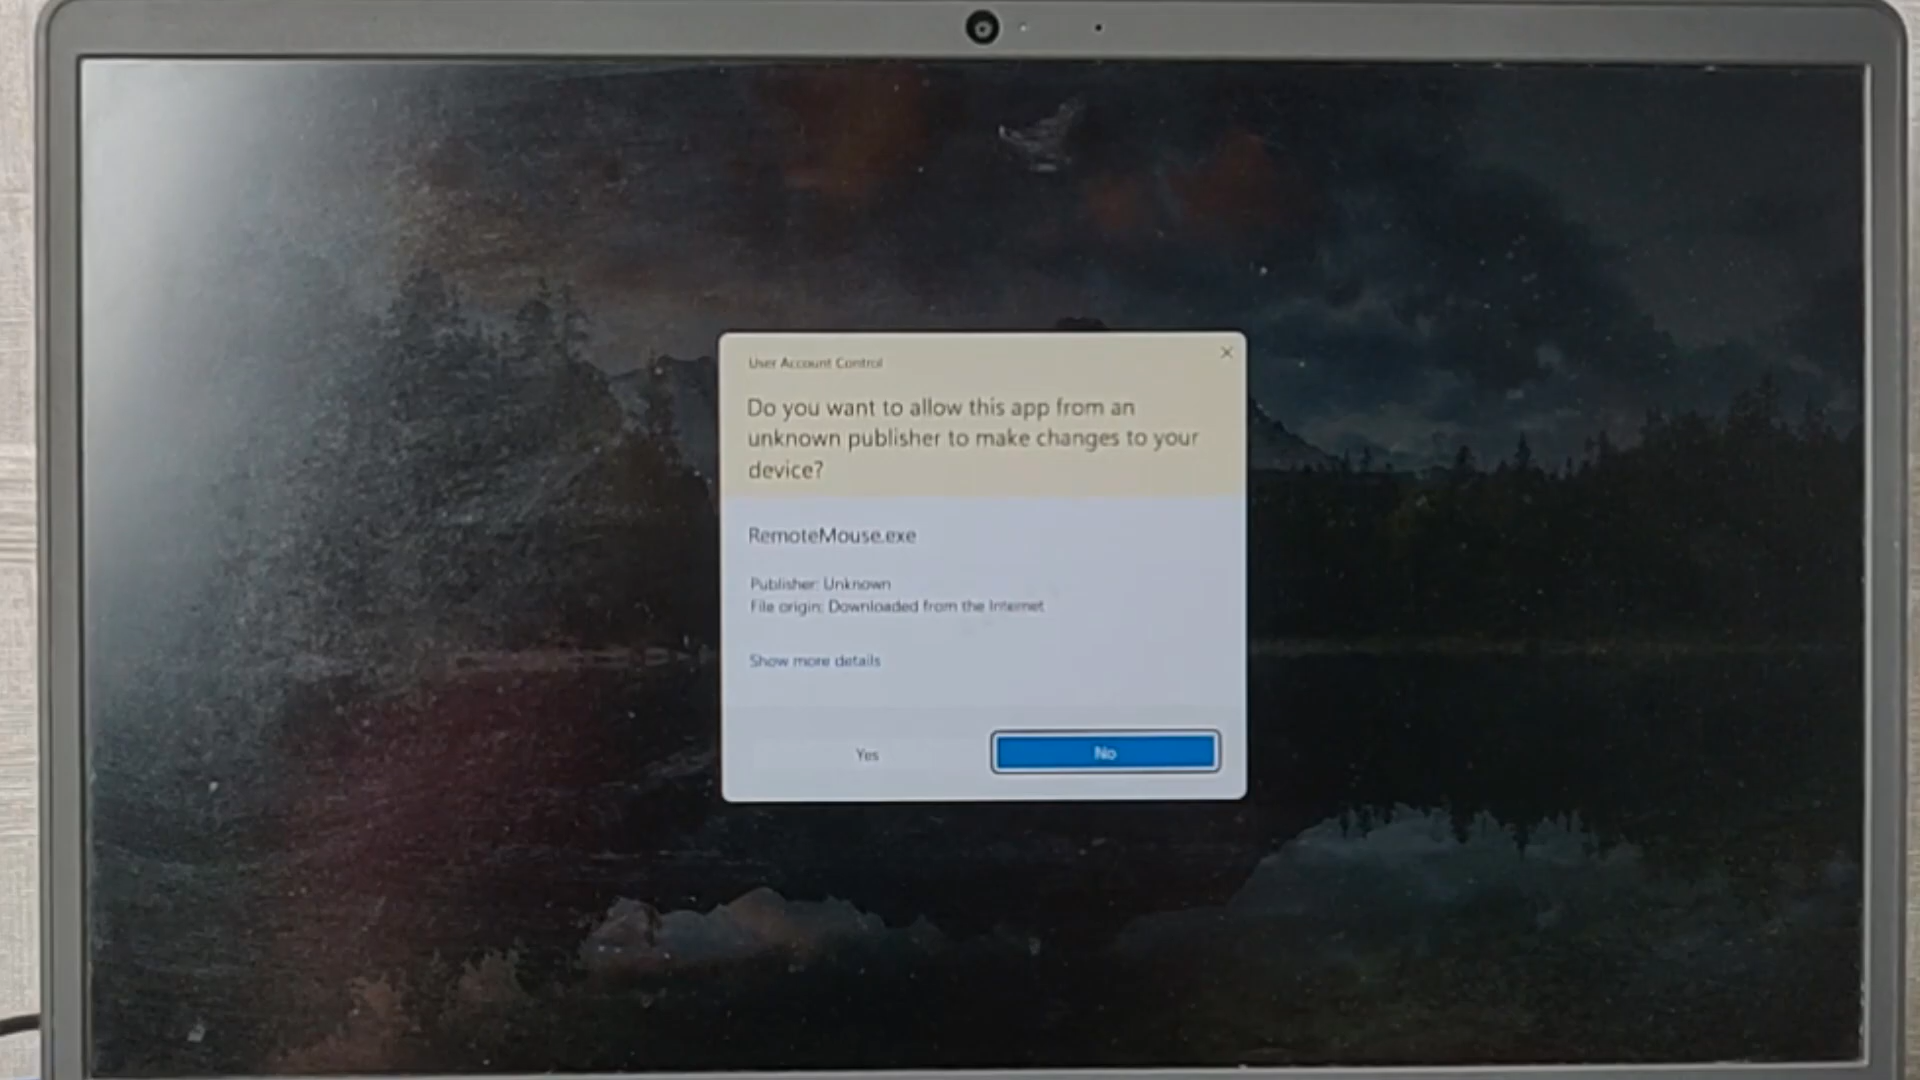 User Account Control
Do you want to allow this app from an
unknown publisher to make changes to your
device?
RemoteMouse.exe
Publisher: Unknown
File origin: Downloaded from the Internet
Show more details
Yes
No